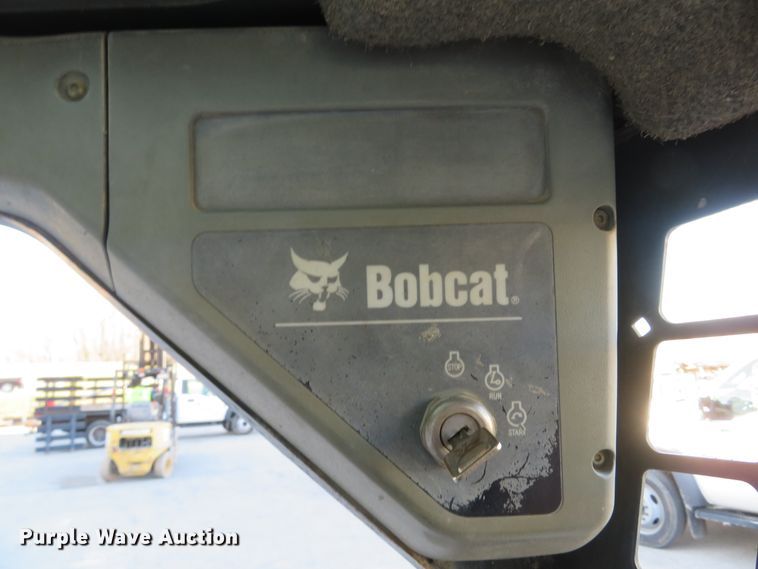 Bobcat®
STOP
RUN
START
Purple Wave Auction®